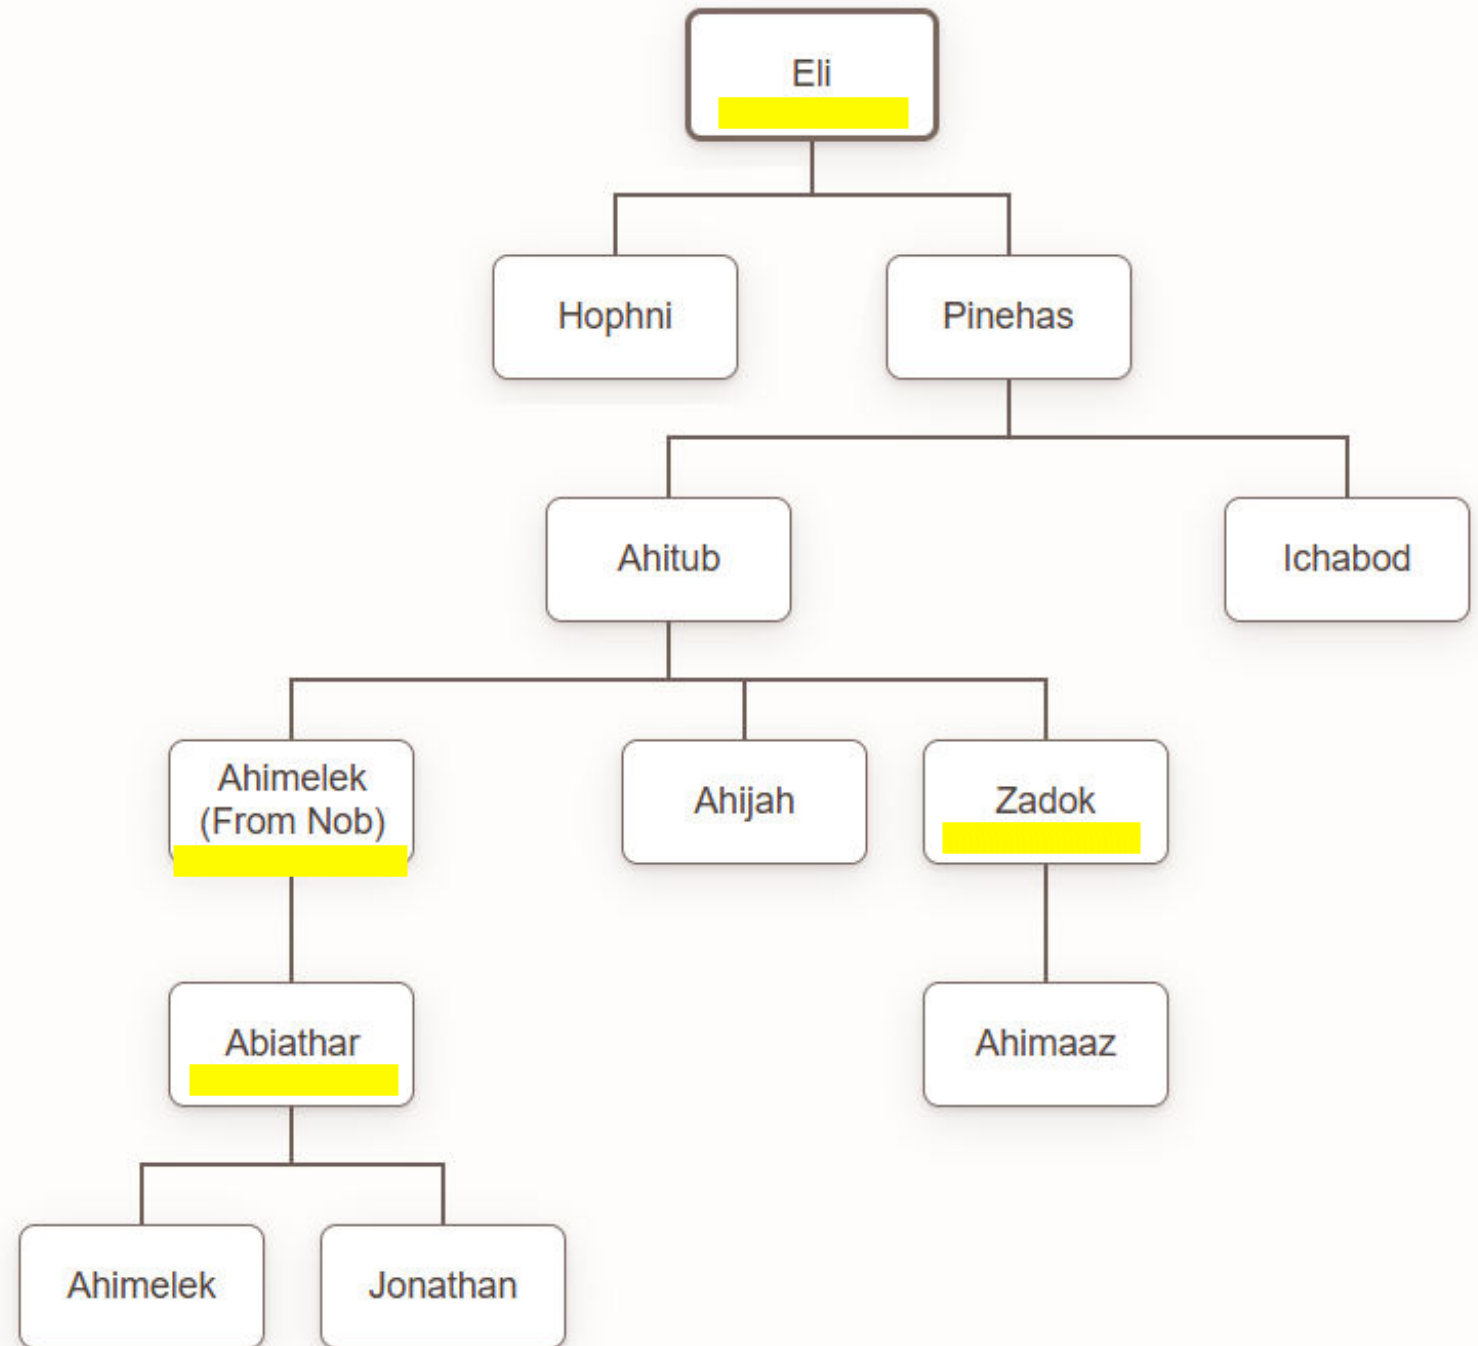 Eli
Hophni
Pinehas
Ahitub
Ichabod
Ahimelek
(From Nob)
Ahijah
Zadok
Abiathar
Ahimaaz
Ahimelek
Jonathan